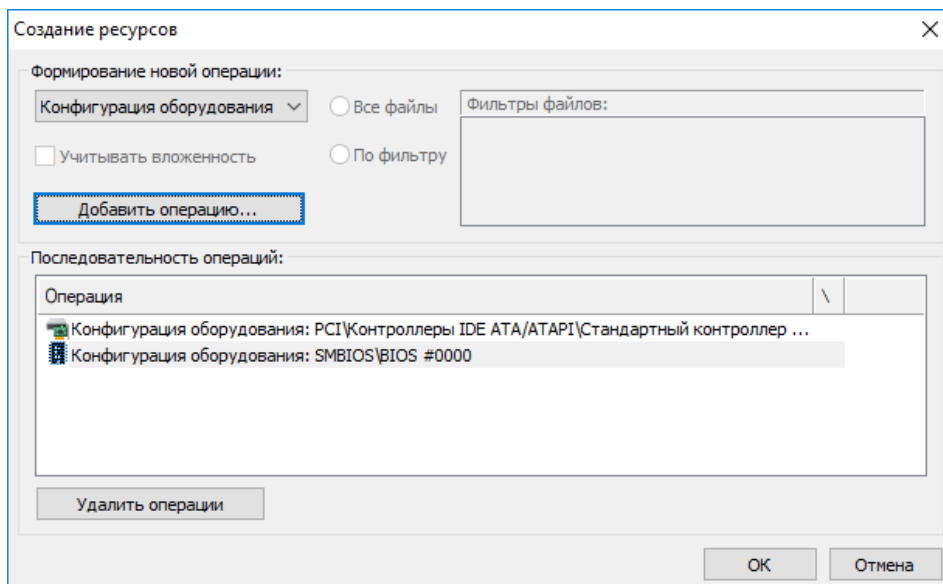 Создание ресурсов
Формирование новой операции:
Конфигурация оборудования
Все файлы
Фильтры файлов:
Учитывать вложенность
По фильтру
Добавить операцию...
Последовательность операций:
Операция \
Конфигурация оборудования: PCI\Контроллеры IDE ATA/ATAPI\Стандартный контроллер ...
Конфигурация оборудования: SMBIOS\BIOS #0000
Удалить операции
ОК
Отмена